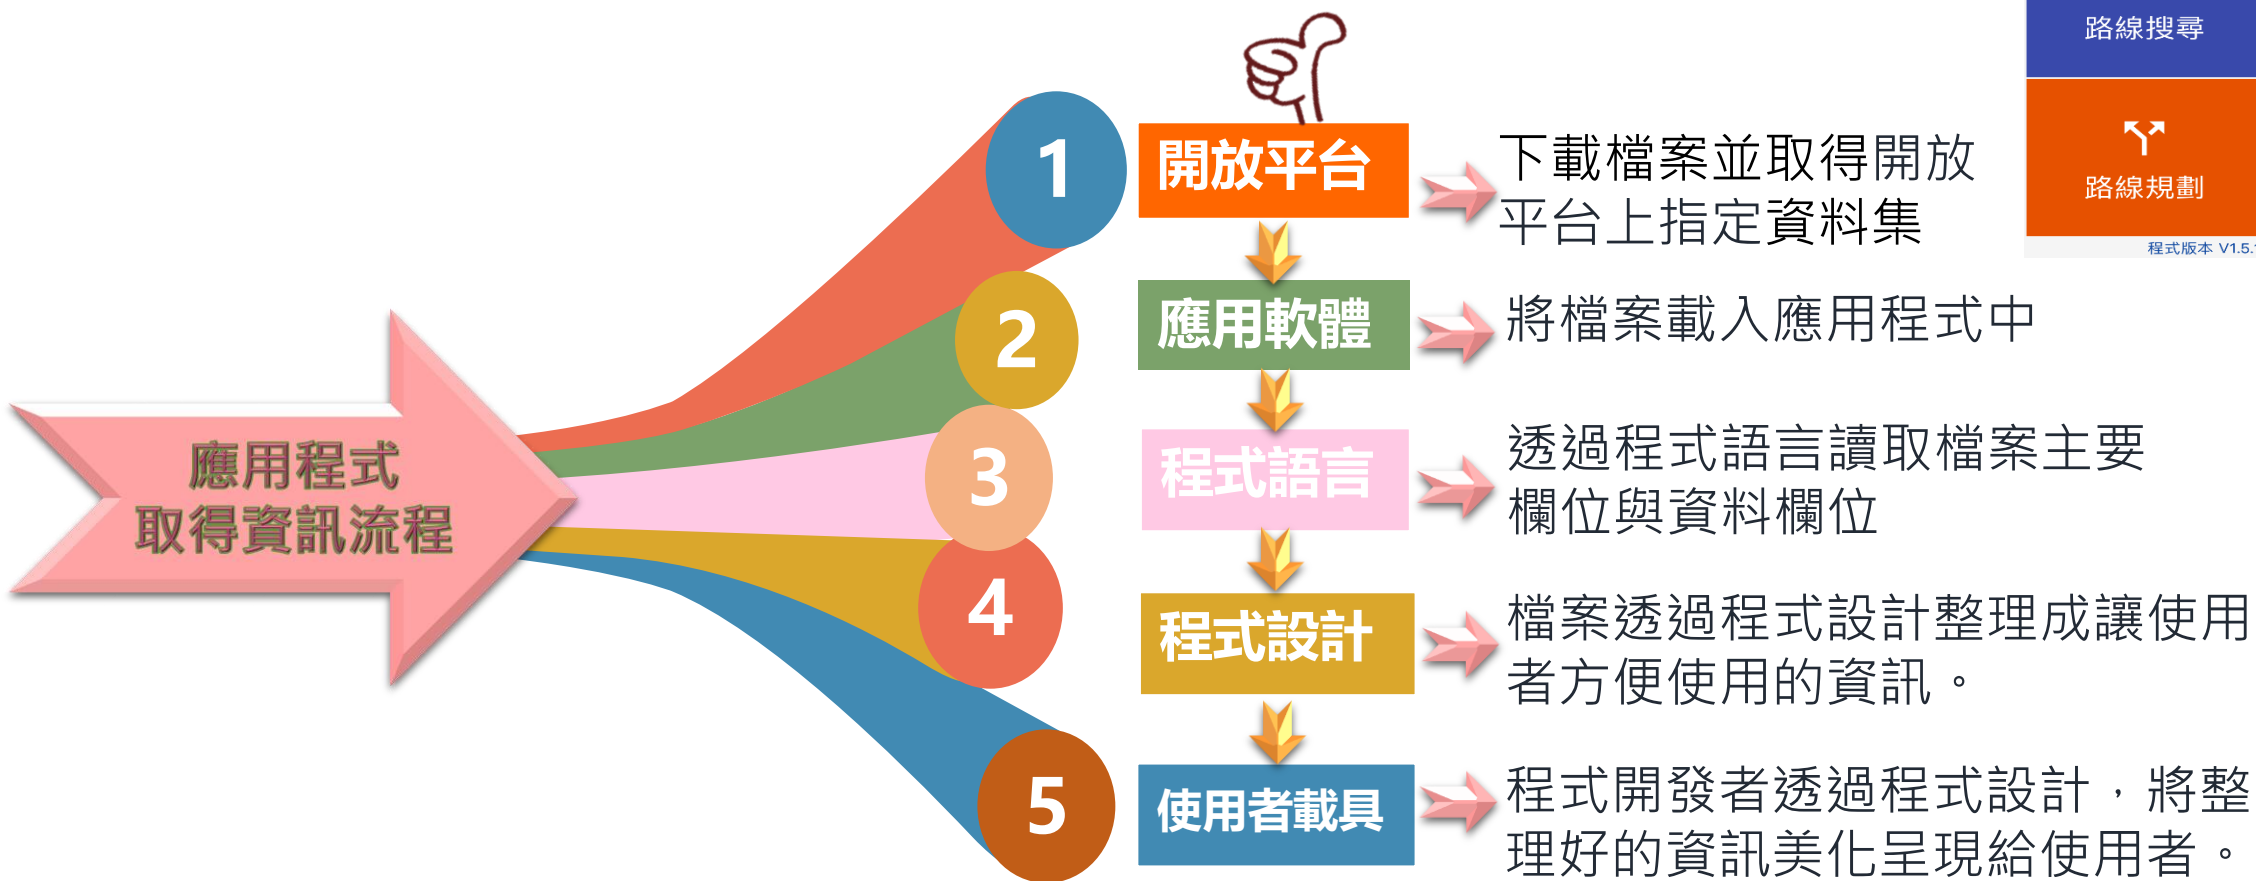 路線搜尋
路線規劃
程式版本 V1.5.
應用程式
取得資訊流程
1
開放平台
下載檔案並取得開放
平台上指定資料集
2
應用軟體
將檔案載入應用程式中
3
程式語言
透過程式語言讀取檔案主要
欄位與資料欄位
4
程式設計
檔案透過程式設計整理成讓使用
者方便使用的資訊。
5
使用者載具
程式開發者透過程式設計，將整
理好的資訊美化呈現給使用者。